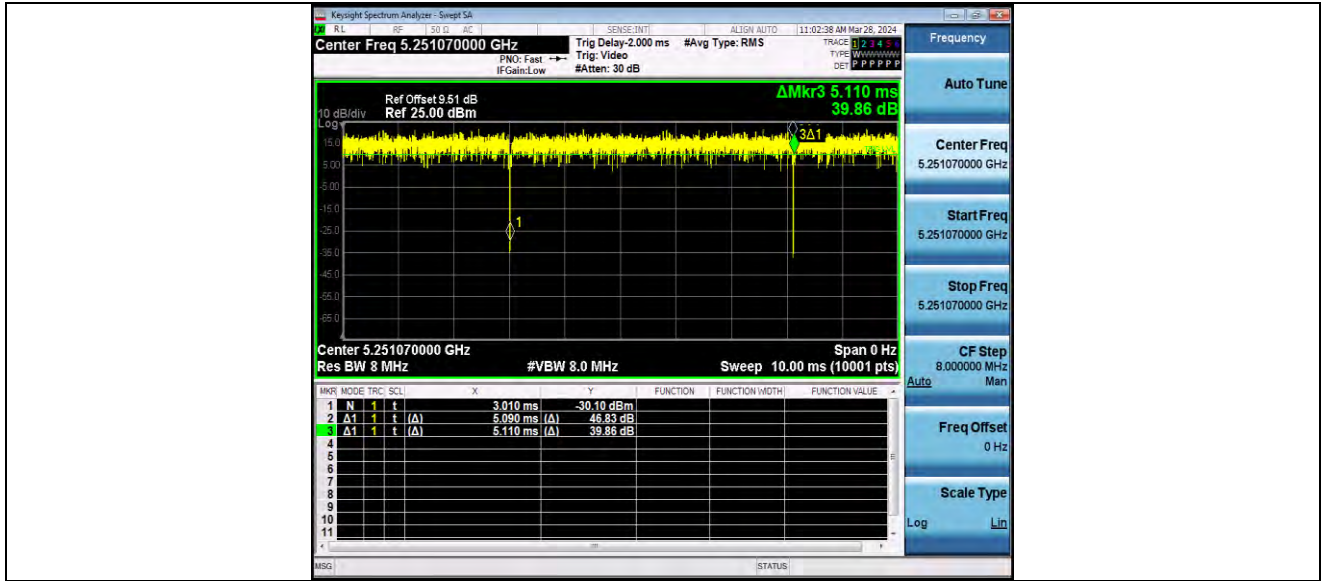 Keysight Spectrum Analyzer - Swept SA
RL RF 50 Ω AC SENSE:INT ALIGN AUTO 11:02:38 AM Mar 28, 2024
Center Freq 5.251070000 GHz
PNO: Fast
IFGain:Low
Trig Delay-2.000 ms
Trig: Video
#Atten: 30 dB
#Avg Type: RMS
TRACE 1 2 3 4 5 6
TYPE WWWWWW
DET P P P P P P
ΔMkr3 5.110 ms
39.86 dB
Ref Offset 9.51 dB
10 dB/div Ref 25.00 dBm
Log
15.0
5.00
-5.00
-15.0
-25.0
-35.0
-45.0
-55.0
-65.0
3Δ1
1
Center 5.251070000 GHz Span 0 Hz
Res BW 8 MHz #VBW 8.0 MHz Sweep 10.00 ms (10001 pts)
MKR MODE TRC SCL X Y FUNCTION FUNCTION WIDTH FUNCTION VALUE
1 N 1 t 3.010 ms -30.10 dBm
2 Δ1 1 t (Δ) 5.090 ms (Δ) 46.83 dB
3 Δ1 1 t (Δ) 5.110 ms (Δ) 39.86 dB
4
5
6
7
8
9
10
11
MSG STATUS
Frequency
Auto Tune
Center Freq
5.251070000 GHz
Start Freq
5.251070000 GHz
Stop Freq
5.251070000 GHz
CF Step
8.000000 MHz
Auto Man
Freq Offset
0 Hz
Scale Type
Log Lin